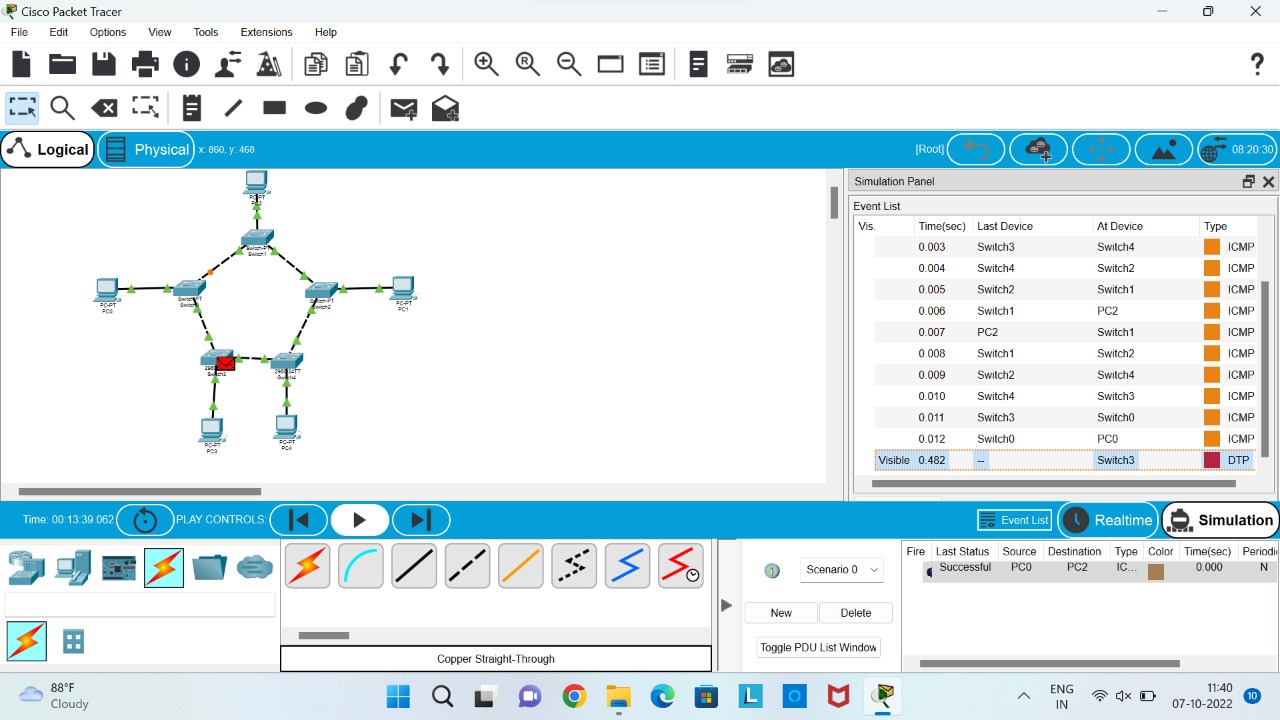 Cisco Packet Tracer
File Edit Options View Tools Extensions Help
Logical Physical x: 860, y: 468 [Root] 08:20:30
Simulation Panel
Event List
Vis. Time(sec) Last Device At Device Type
0.003 Switch3 Switch4 ICMP
0.004 Switch4 Switch2 ICMP
0.005 Switch2 Switch1 ICMP
0.006 Switch1 PC2 ICMP
0.007 PC2 Switch1 ICMP
0.008 Switch1 Switch2 ICMP
0.009 Switch2 Switch4 ICMP
0.010 Switch4 Switch3 ICMP
0.011 Switch3 Switch0 ICMP
0.012 Switch0 PC0 ICMP
Visible 0.482 -- Switch3 DTP
PC-PT
Switch-PT
Switch1
PC-PT
PC0
Switch-PT
Switch-PT
Switch2
PC-PT
PC1
Switch3
Switch4
PC-PT
PC3
PC-PT
PC4
Time: 00:13:39.062 PLAY CONTROLS: Event List Realtime Simulation
Scenario 0
New Delete
Toggle PDU List Window
Fire Last Status Source Destination Type Color Time(sec) Periodi
Successful PC0 PC2 IC... 0.000 N
Copper Straight-Through
88°F
Cloudy
ENG
IN
11:40
07-10-2022
10